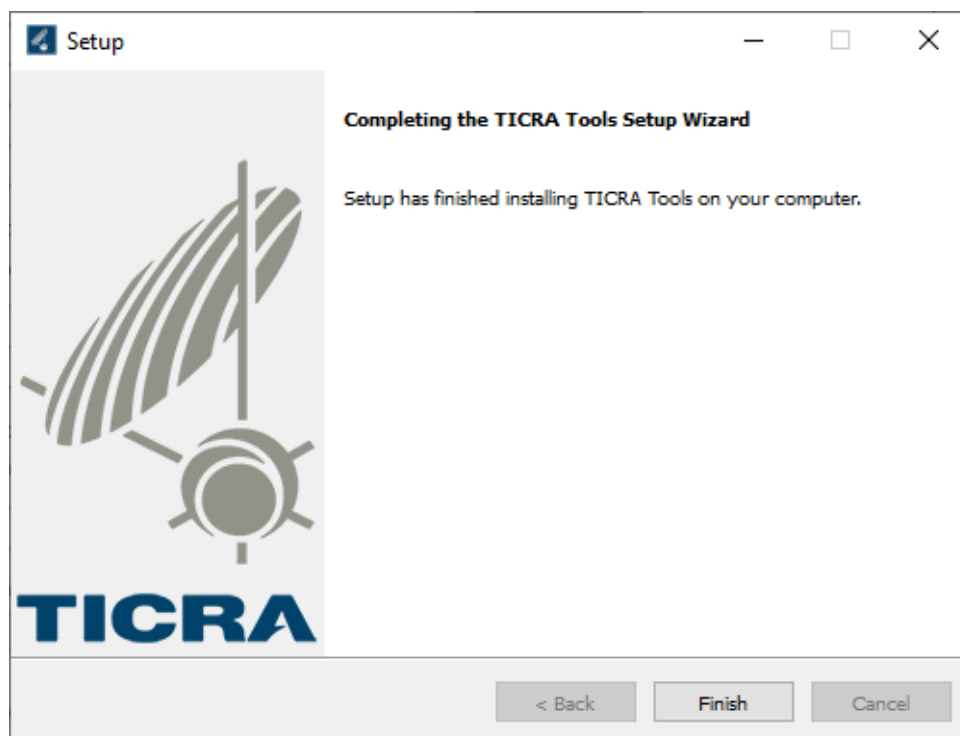 Setup
Completing the TICRA Tools Setup Wizard
Setup has finished installing TICRA Tools on your computer.
TICRA
< Back
Finish
Cancel